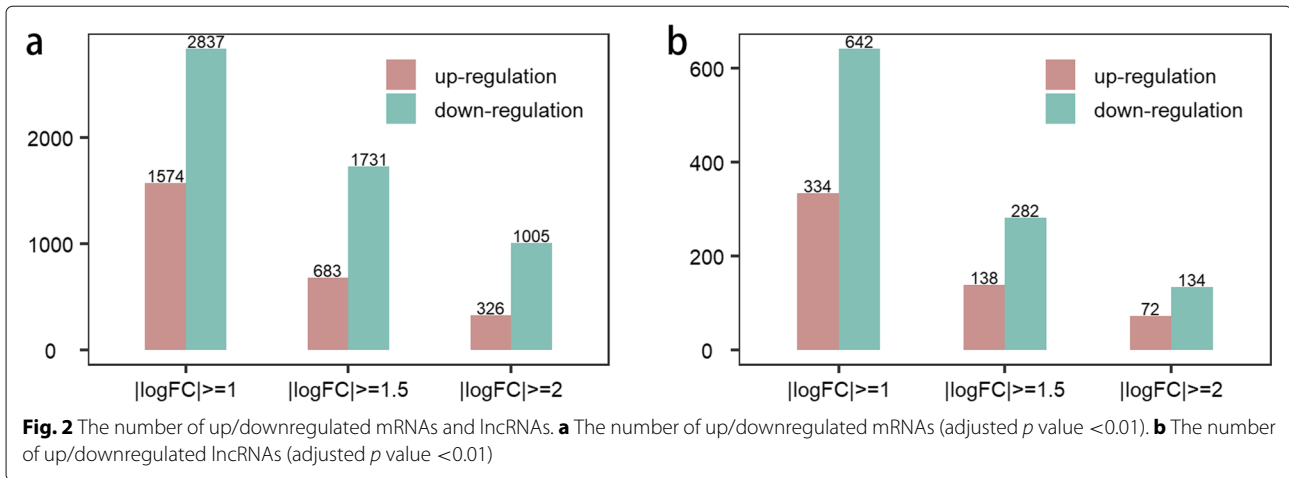 a
2837
up-regulation
down-regulation
2000
1574
1731
1000
683
1005
326
0
|logFC|>=1 |logFC|>=1.5 |logFC|>=2
b
642
600
up-regulation
down-regulation
400
334
282
200
138
134
72
0
|logFC|>=1 |logFC|>=1.5 |logFC|>=2
Fig. 2 The number of up/downregulated mRNAs and lncRNAs. a The number of up/downregulated mRNAs (adjusted p value <0.01). b The number
of up/downregulated lncRNAs (adjusted p value <0.01)